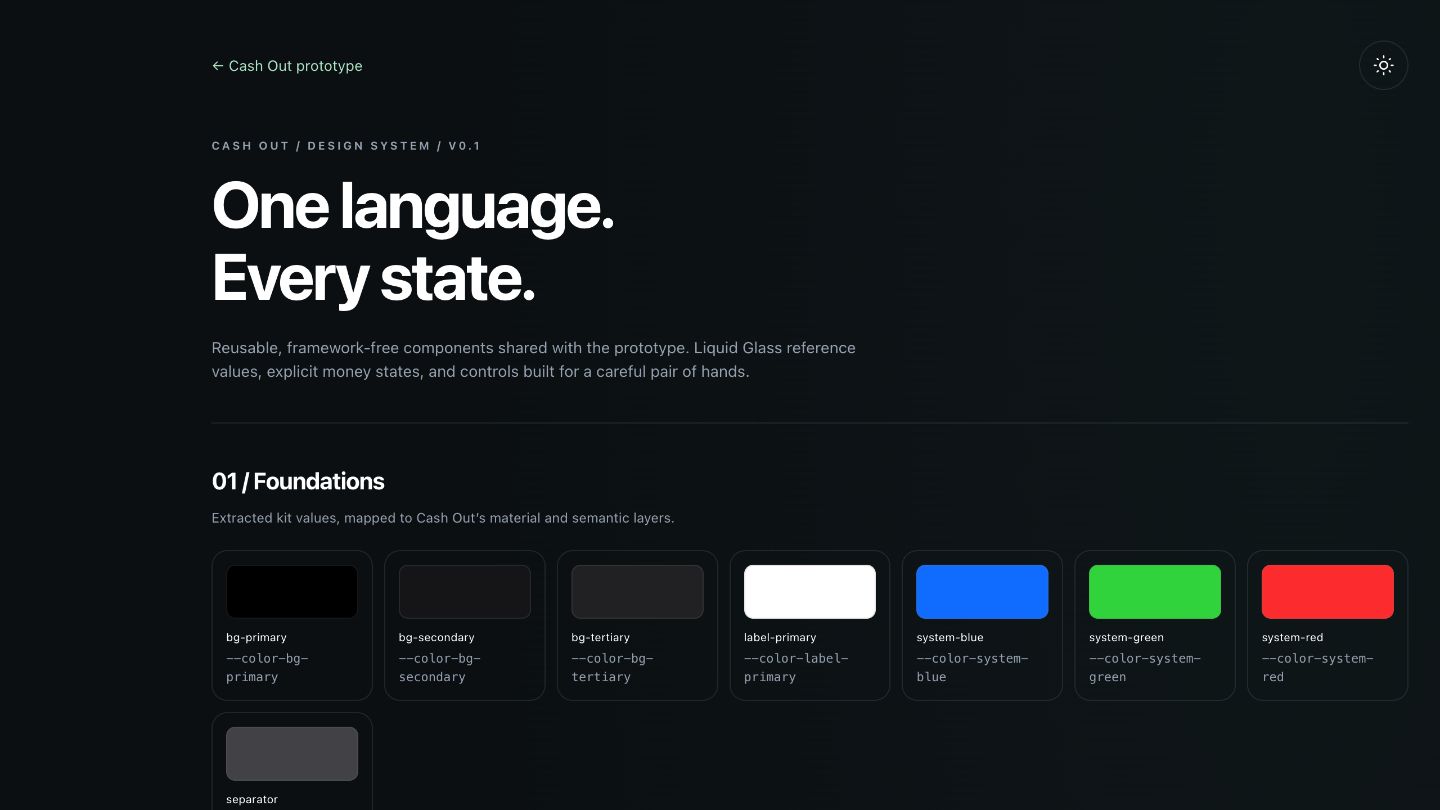 ← Cash Out prototype
CASH OUT / DESIGN SYSTEM / V0.1
One language.
Every state.
Reusable, framework-free components shared with the prototype. Liquid Glass reference
values, explicit money states, and controls built for a careful pair of hands.
01 / Foundations
Extracted kit values, mapped to Cash Out's material and semantic layers.
bg-primary
--color-bg-
primary
bg-secondary
--color-bg-
secondary
bg-tertiary
--color-bg-
tertiary
label-primary
--color-label-
primary
system-blue
--color-system-
blue
system-green
--color-system-
green
system-red
--color-system-
red
separator